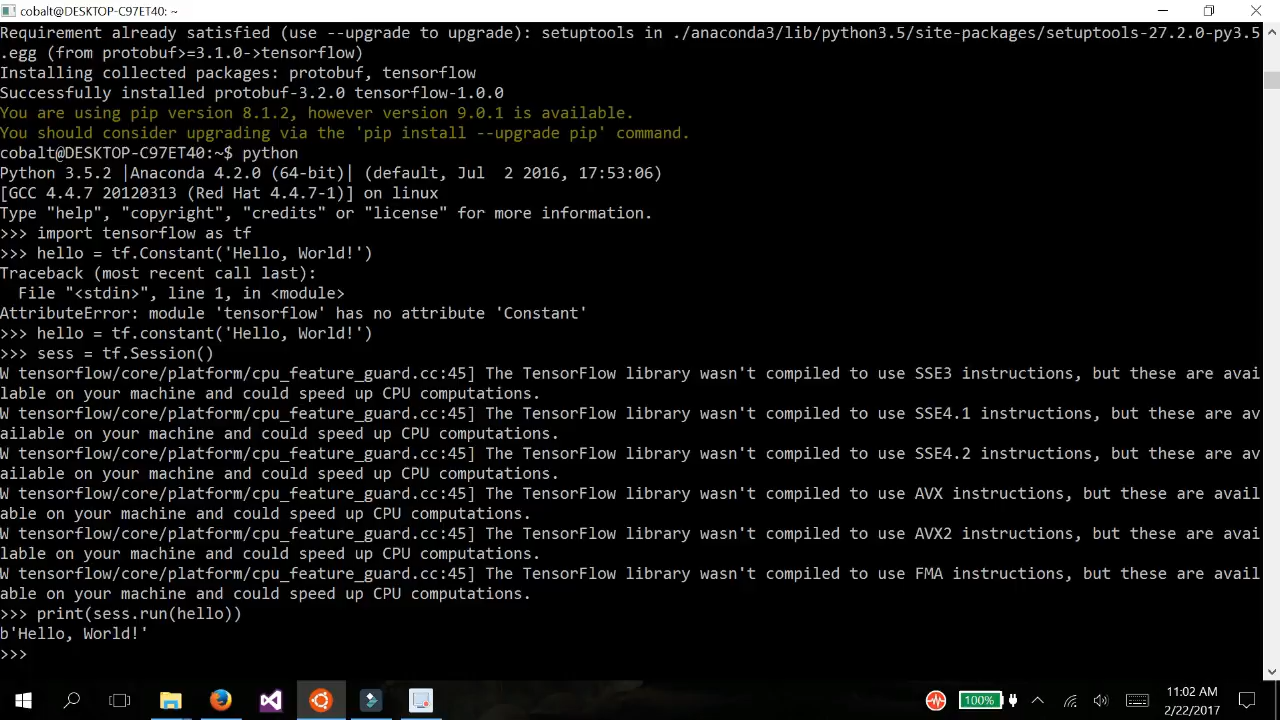 cobalt@DESKTOP-C97ET40: ~
Requirement already satisfied (use --upgrade to upgrade): setuptools in ./anaconda3/lib/python3.5/site-packages/setuptools-27.2.0-py3.5
.egg (from protobuf>=3.1.0->tensorflow)
Installing collected packages: protobuf, tensorflow
Successfully installed protobuf-3.2.0 tensorflow-1.0.0
You are using pip version 8.1.2, however version 9.0.1 is available.
You should consider upgrading via the 'pip install --upgrade pip' command.
cobalt@DESKTOP-C97ET40:~$ python
Python 3.5.2 |Anaconda 4.2.0 (64-bit)| (default, Jul  2 2016, 17:53:06)
[GCC 4.4.7 20120313 (Red Hat 4.4.7-1)] on linux
Type "help", "copyright", "credits" or "license" for more information.
>>> import tensorflow as tf
>>> hello = tf.Constant('Hello, World!')
Traceback (most recent call last):
  File "<stdin>", line 1, in <module>
AttributeError: module 'tensorflow' has no attribute 'Constant'
>>> hello = tf.constant('Hello, World!')
>>> sess = tf.Session()
W tensorflow/core/platform/cpu_feature_guard.cc:45] The TensorFlow library wasn't compiled to use SSE3 instructions, but these are avai
lable on your machine and could speed up CPU computations.
W tensorflow/core/platform/cpu_feature_guard.cc:45] The TensorFlow library wasn't compiled to use SSE4.1 instructions, but these are av
ailable on your machine and could speed up CPU computations.
W tensorflow/core/platform/cpu_feature_guard.cc:45] The TensorFlow library wasn't compiled to use SSE4.2 instructions, but these are av
ailable on your machine and could speed up CPU computations.
W tensorflow/core/platform/cpu_feature_guard.cc:45] The TensorFlow library wasn't compiled to use AVX instructions, but these are avail
able on your machine and could speed up CPU computations.
W tensorflow/core/platform/cpu_feature_guard.cc:45] The TensorFlow library wasn't compiled to use AVX2 instructions, but these are avai
lable on your machine and could speed up CPU computations.
W tensorflow/core/platform/cpu_feature_guard.cc:45] The TensorFlow library wasn't compiled to use FMA instructions, but these are avail
able on your machine and could speed up CPU computations.
>>> print(sess.run(hello))
b'Hello, World!'
>>>
100%
11:02 AM
2/22/2017